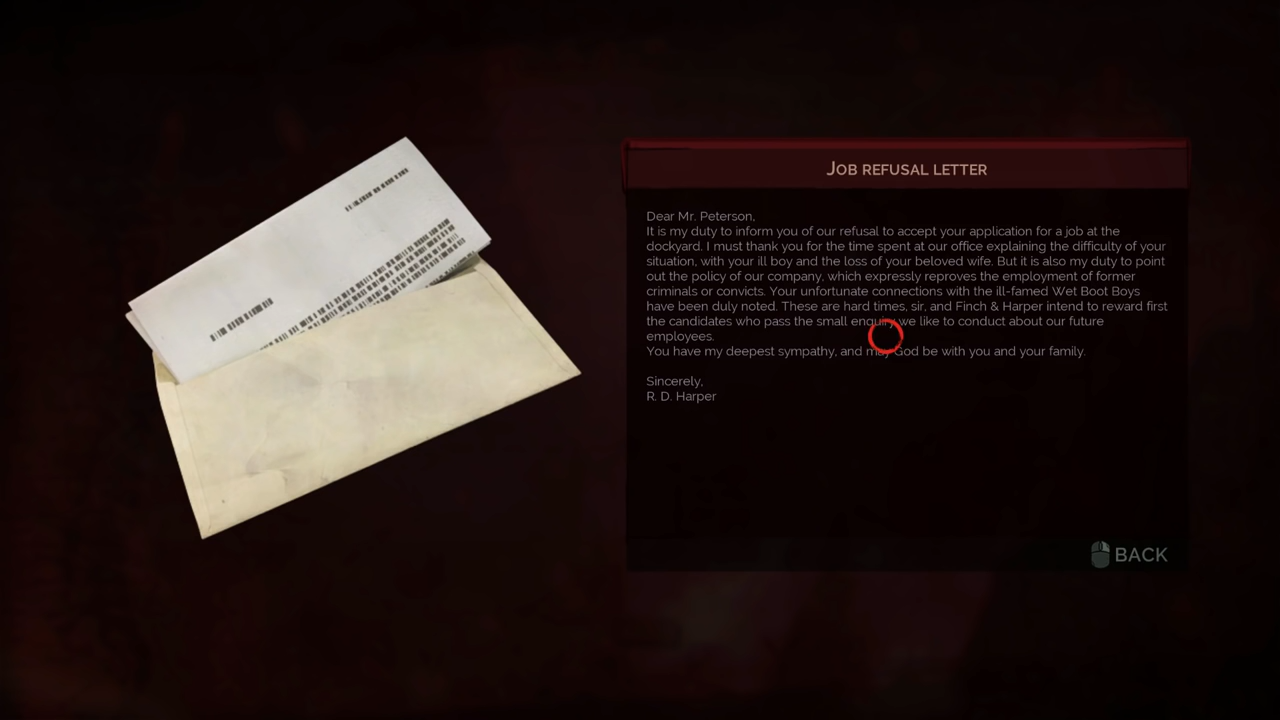 JOB REFUSAL LETTER
Dear Mr. Peterson,
It is my duty to inform you of our refusal to accept your application for a job at the
dockyard. I must thank you for the time spent at our office explaining the difficulty of your
situation, with your ill boy and the loss of your beloved wife. But it is also my duty to point
out the policy of our company, which expressly reproves the employment of former
criminals or convicts. Your unfortunate connections with the ill-famed Wet Boot Boys
have been duly noted. These are hard times, sir, and Finch & Harper intend to reward first
the candidates who pass the small enquiry we like to conduct about our future
employees.
You have my deepest sympathy, and may God be with you and your family.
Sincerely,
R. D. Harper
BACK